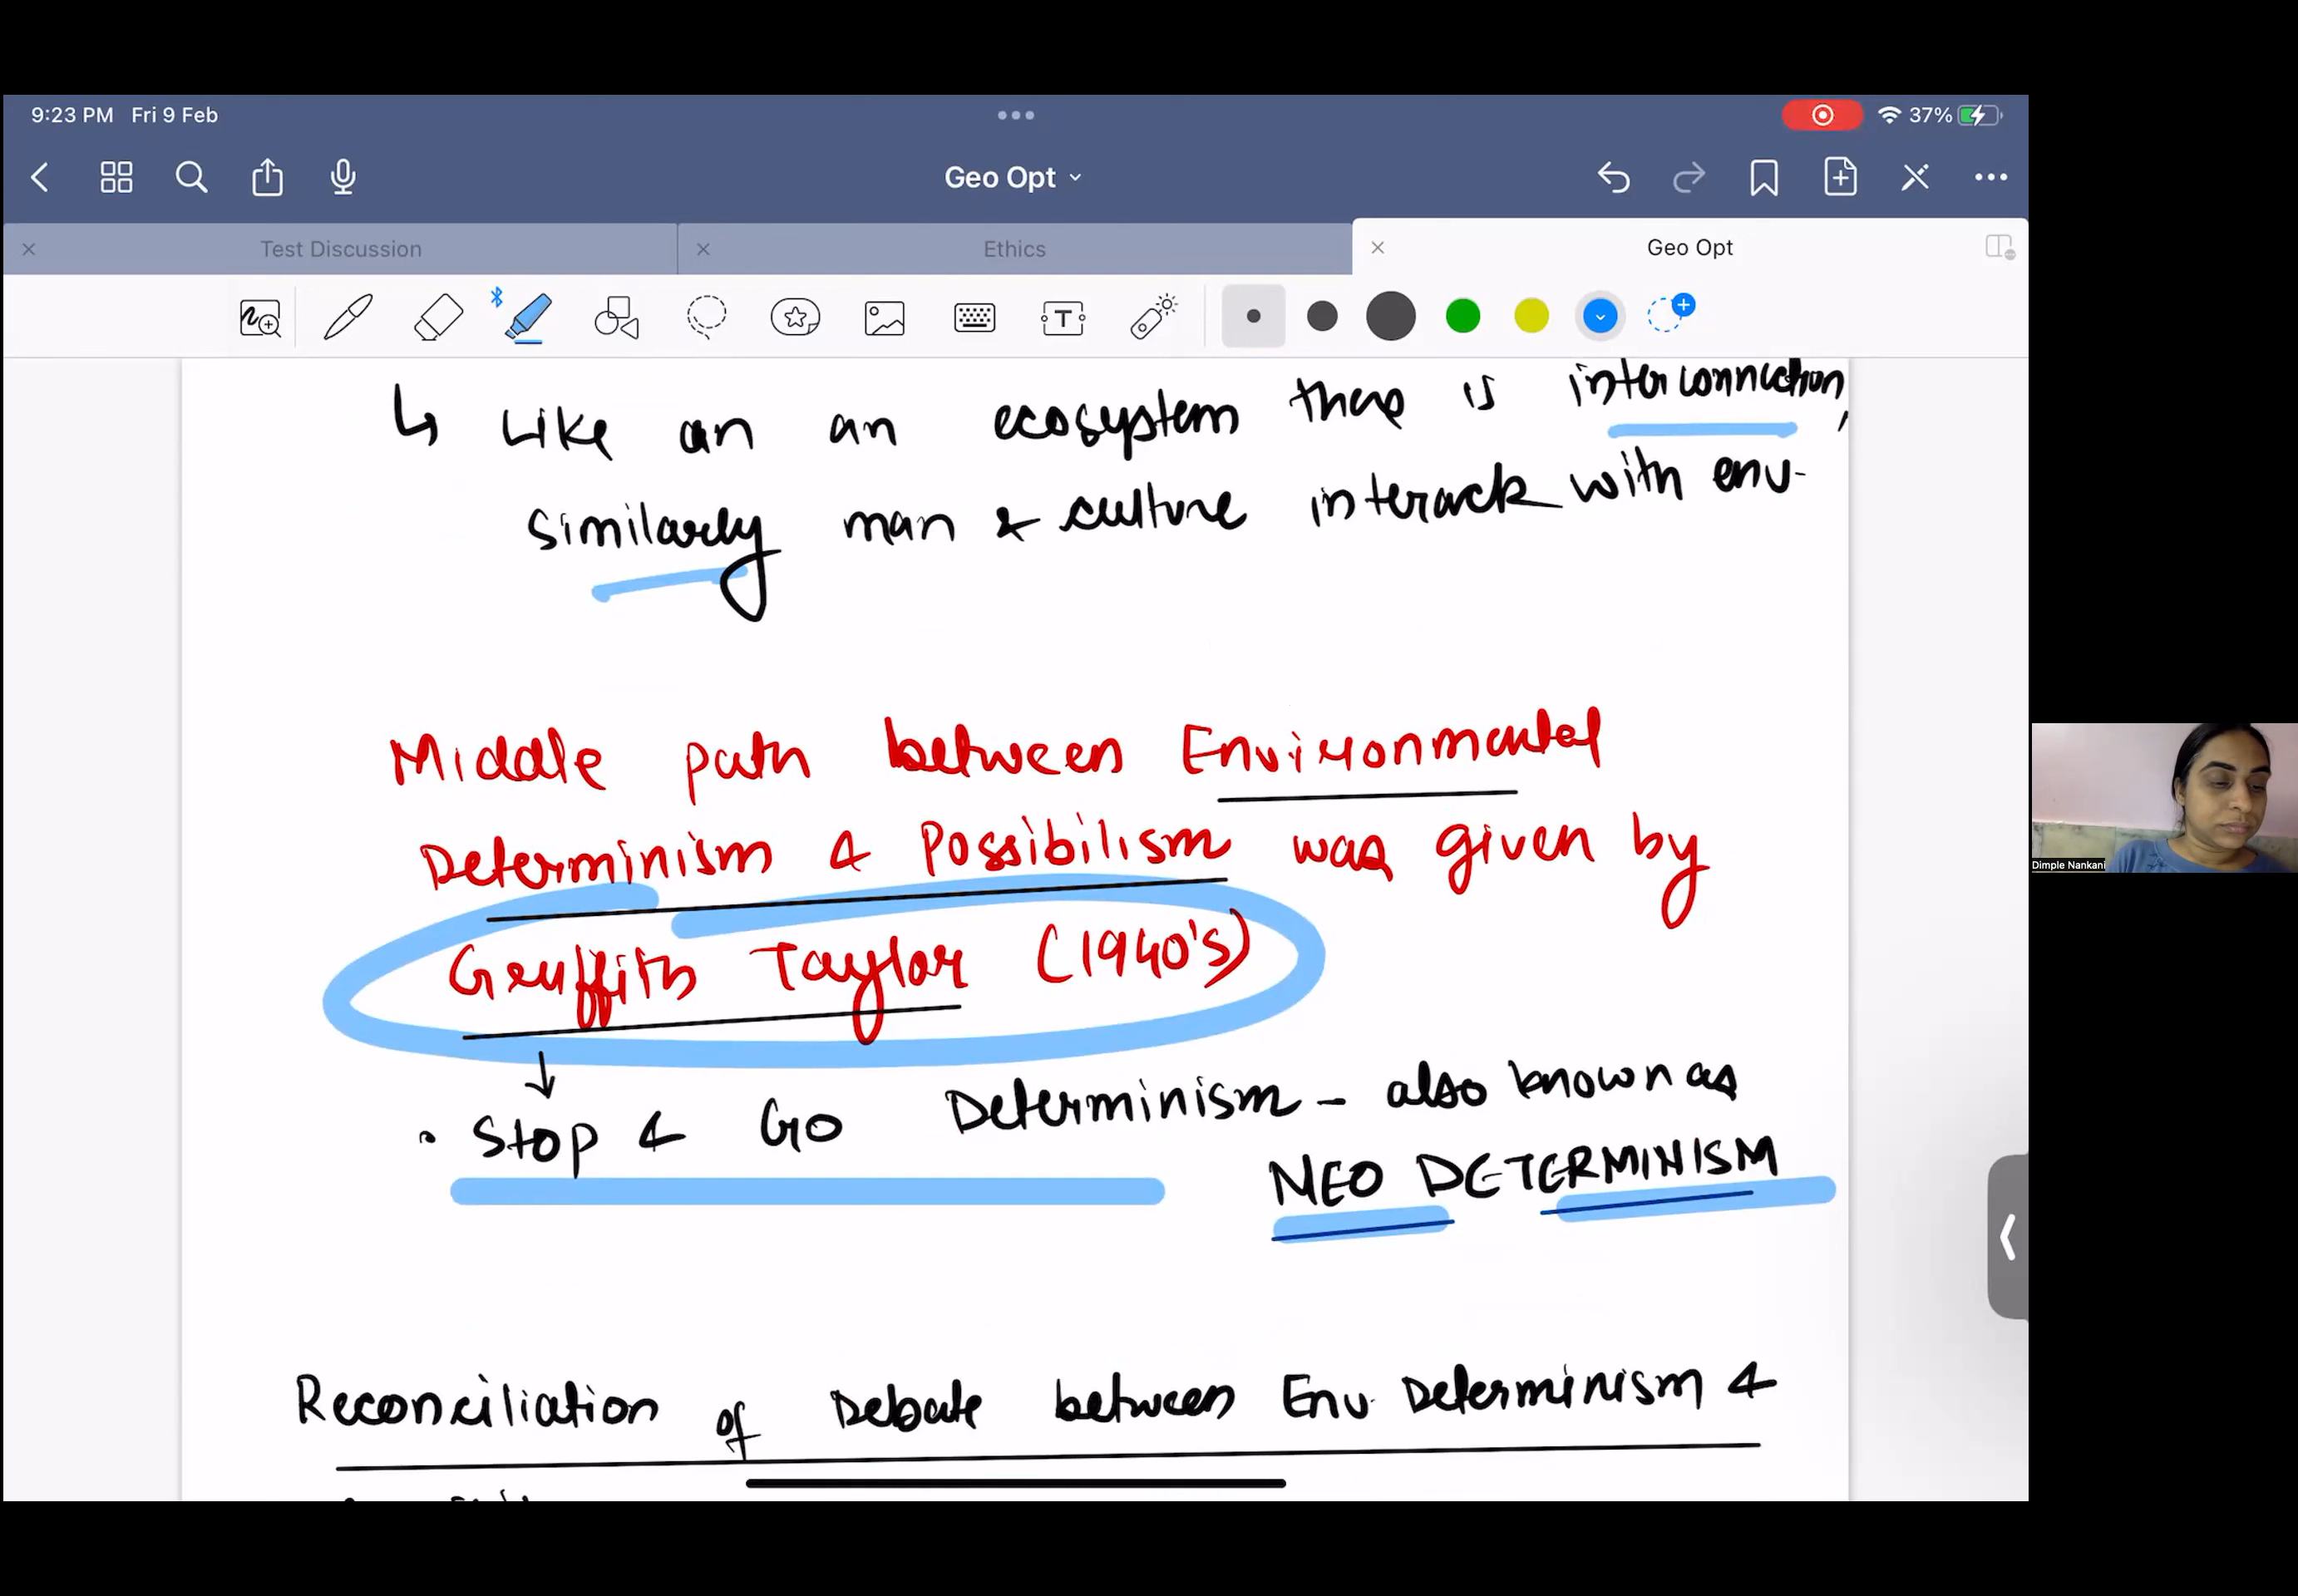 9:23 PM Fri 9 Feb
37%
Geo Opt
Test Discussion
Ethics
Geo Opt
T
↳ Like an an ecosystem there is interconnection,
similarly man & culture interack with env-
Middle path between Environmental
Determinism & Possibilism was given by
Griffith Taylor (1940's)
• Stop & GO Determinism - also known as
NEO DETERMINISM
Reconciliation of Debate between Env. Determinism &
Dimple Nankani